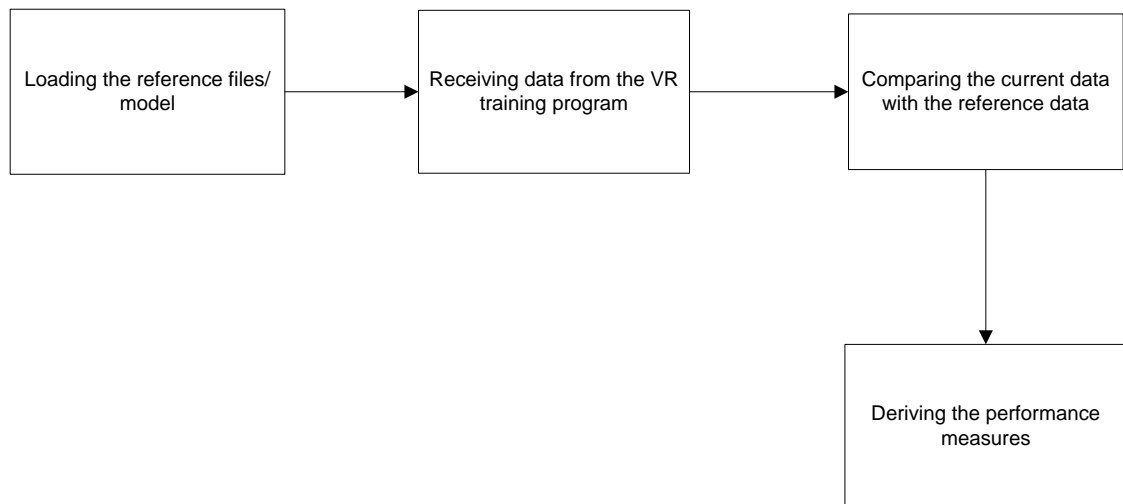 Loading the reference files/
model
Receiving data from the VR
training program
Comparing the current data
with the reference data
Deriving the performance
measures